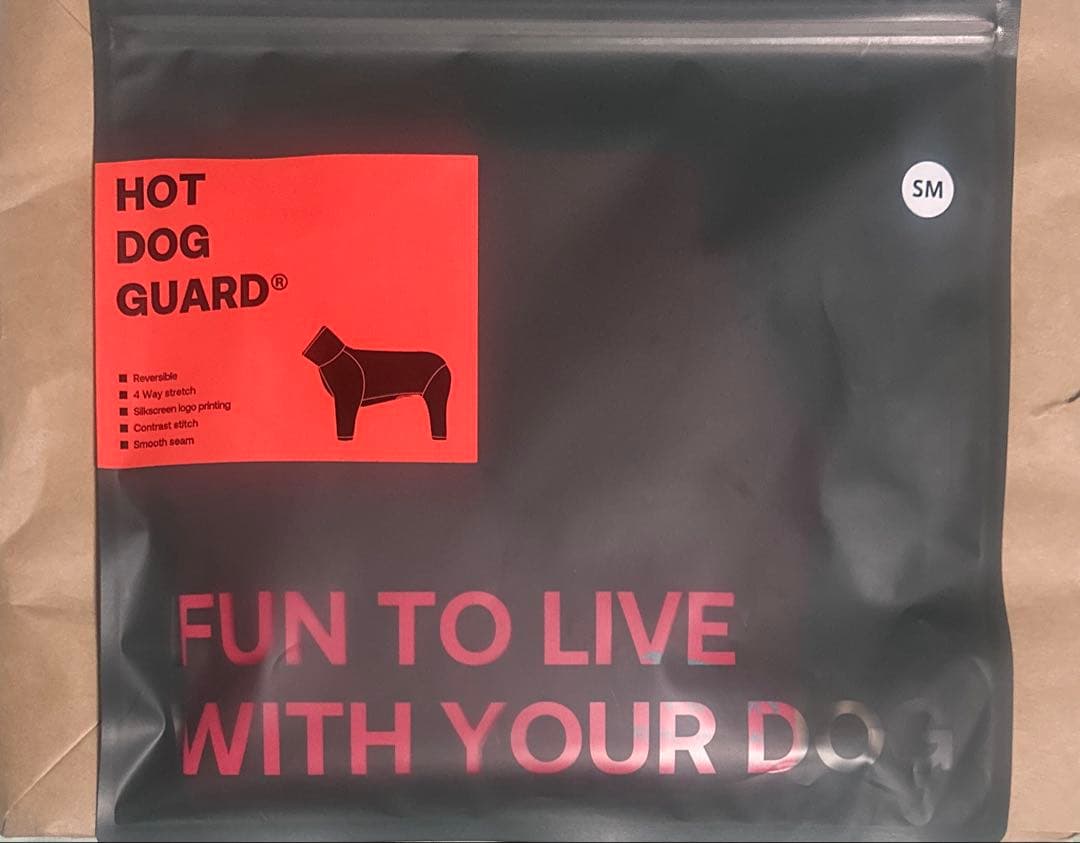 HOT
DOG
GUARD®
SM
Reversible
4 Way stretch
Silkscreen logo printing
Contrast stitch
Smooth seam
FUN TO LIVE
WITH YOUR DOG